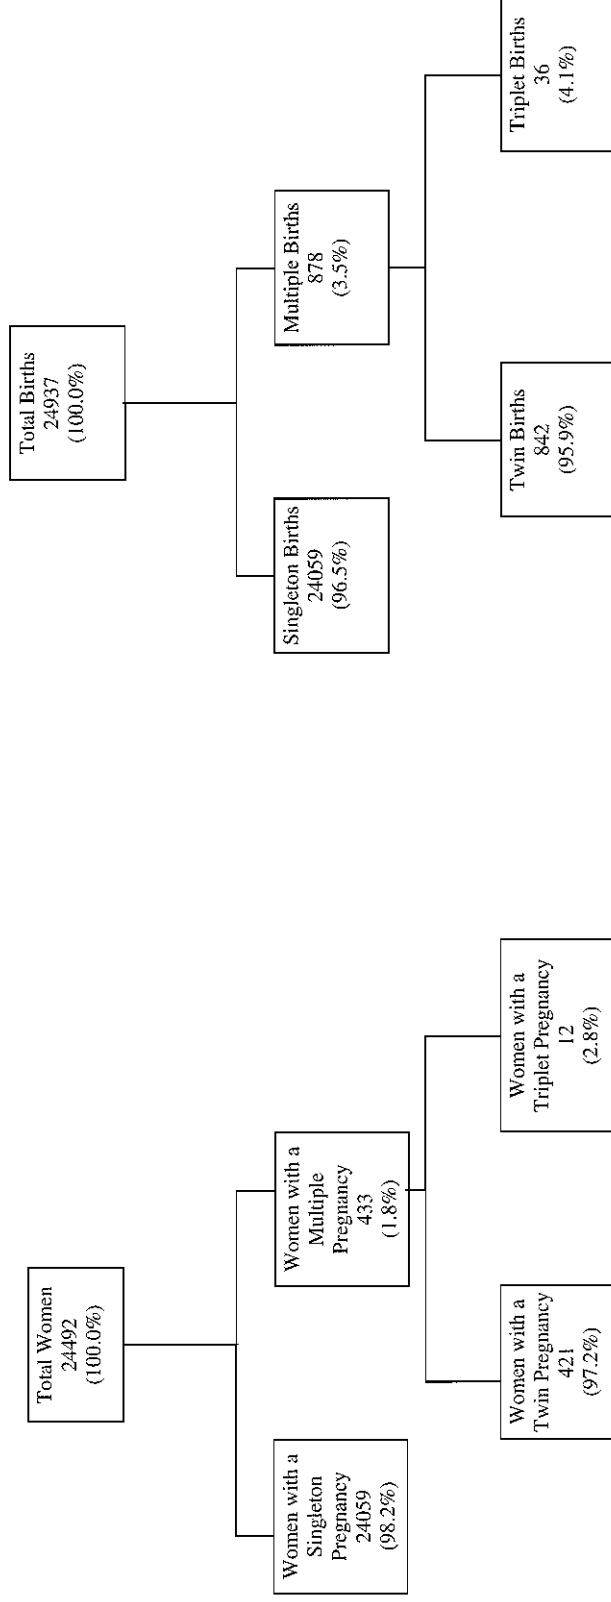 Total Women
24492
(100.0%)
Women with a
Singleton
Pregnancy
24059
(98.2%)
Women with a
Multiple
Pregnancy
433
(1.8%)
Women with a
Twin Pregnancy
421
(97.2%)
Women with a
Triplet Pregnancy
12
(2.8%)
Total Births
24937
(100.0%)
Singleton Births
24059
(96.5%)
Multiple Births
878
(3.5%)
Twin Births
842
(95.9%)
Triplet Births
36
(4.1%)